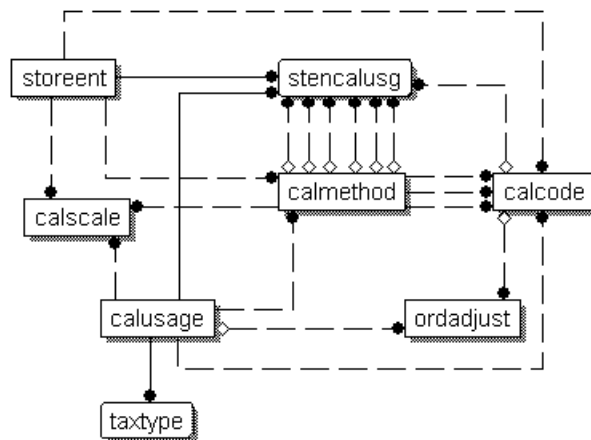 storeent
stencalusg
calmethod
calcode
calscale
calusage
ordadjust
taxtype